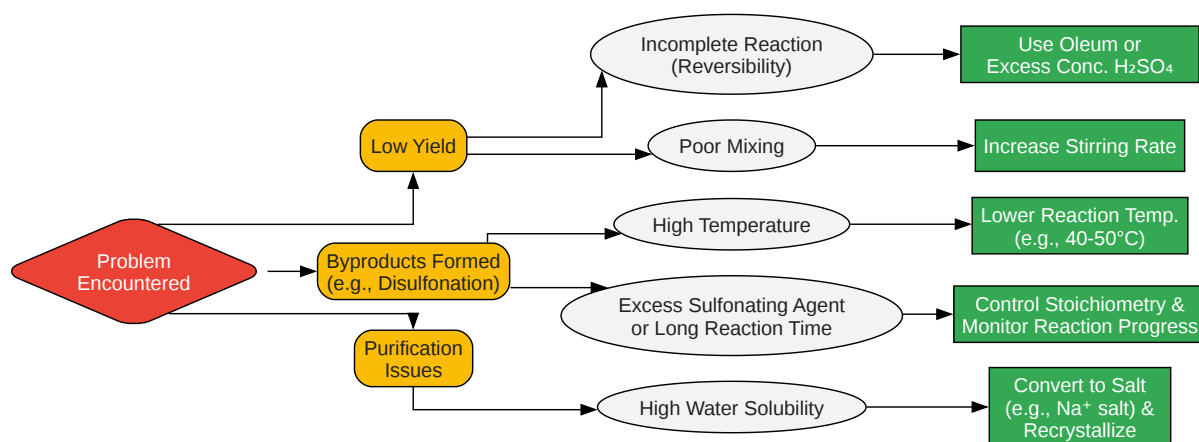 Problem
Encountered
Low Yield
Byproducts Formed
(e.g., Disulfonation)
Purification
Issues
Incomplete Reaction
(Reversibility)
Poor Mixing
High Temperature
Excess Sulfonating Agent
or Long Reaction Time
High Water Solubility
Use Oleum or
Excess Conc. H₂SO₄
Increase Stirring Rate
Lower Reaction Temp.
(e.g., 40-50°C)
Control Stoichiometry &
Monitor Reaction Progress
Convert to Salt
(e.g., Na⁺ salt) &
Recrystallize